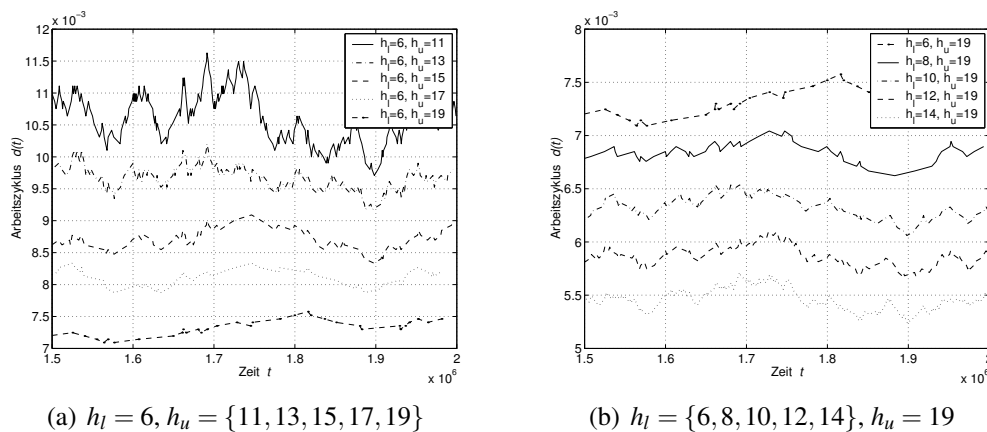 x 10⁻³
12
11.5
11
10.5
10
9.5
9
8.5
8
7.5
7
Arbeitszyklus d(t)
h_l=6, h_u=11
h_l=6, h_u=13
h_l=6, h_u=15
h_l=6, h_u=17
h_l=6, h_u=19
1.5 1.6 1.7 1.8 1.9 2
Zeit t
x 10⁶
(a) h_l = 6, h_u = {11, 13, 15, 17, 19}
x 10⁻³
8
7.5
7
6.5
6
5.5
5
Arbeitszyklus d(t)
h_l=6, h_u=19
h_l=8, h_u=19
h_l=10, h_u=19
h_l=12, h_u=19
h_l=14, h_u=19
1.5 1.6 1.7 1.8 1.9 2
Zeit t
x 10⁶
(b) h_l = {6, 8, 10, 12, 14}, h_u = 19